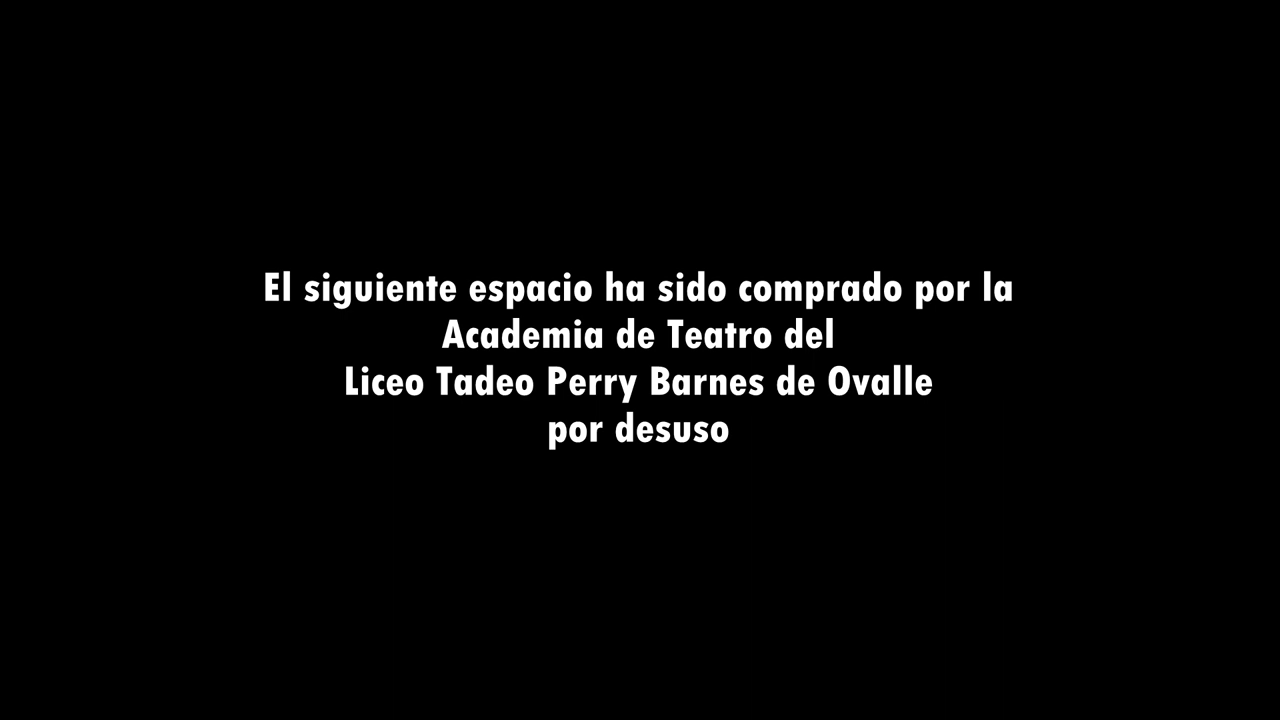 El siguiente espacio ha sido comprado por la
Academia de Teatro del
Liceo Tadeo Perry Barnes de Ovalle
por desuso